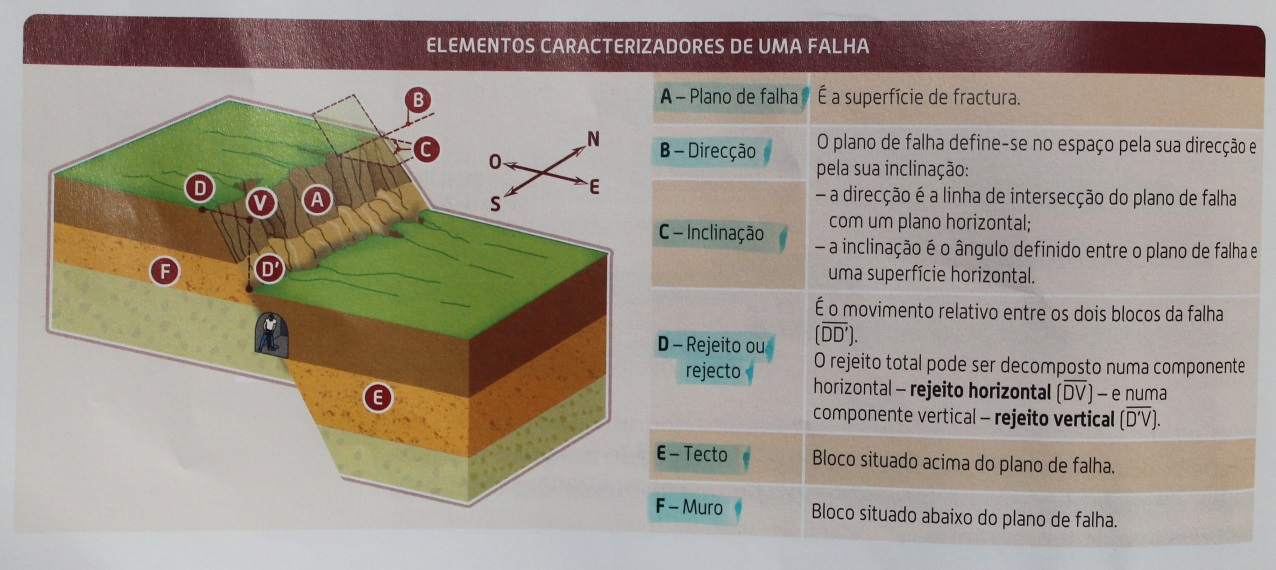 ELEMENTOS CARACTERIZADORES DE UMA FALHA
B
C
D
V
A
F
D'
E
N
O
E
S
A – Plano de falha
É a superfície de fractura.
B – Direcção
C – Inclinação
O plano de falha define-se no espaço pela sua direcção e
pela sua inclinação:
– a direcção é a linha de intersecção do plano de falha
com um plano horizontal;
– a inclinação é o ângulo definido entre o plano de falha e
uma superfície horizontal.
D – Rejeito ou
rejecto
É o movimento relativo entre os dois blocos da falha
(DD').
O rejeito total pode ser decomposto numa componente
horizontal – rejeito horizontal (DV) – e numa
componente vertical – rejeito vertical (D'V).
E – Tecto
Bloco situado acima do plano de falha.
F – Muro
Bloco situado abaixo do plano de falha.